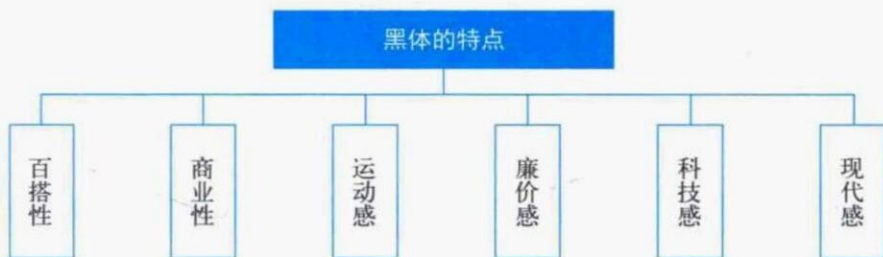 黑体的特点
百搭性
商业性
运动感
廉价感
科技感
现代感